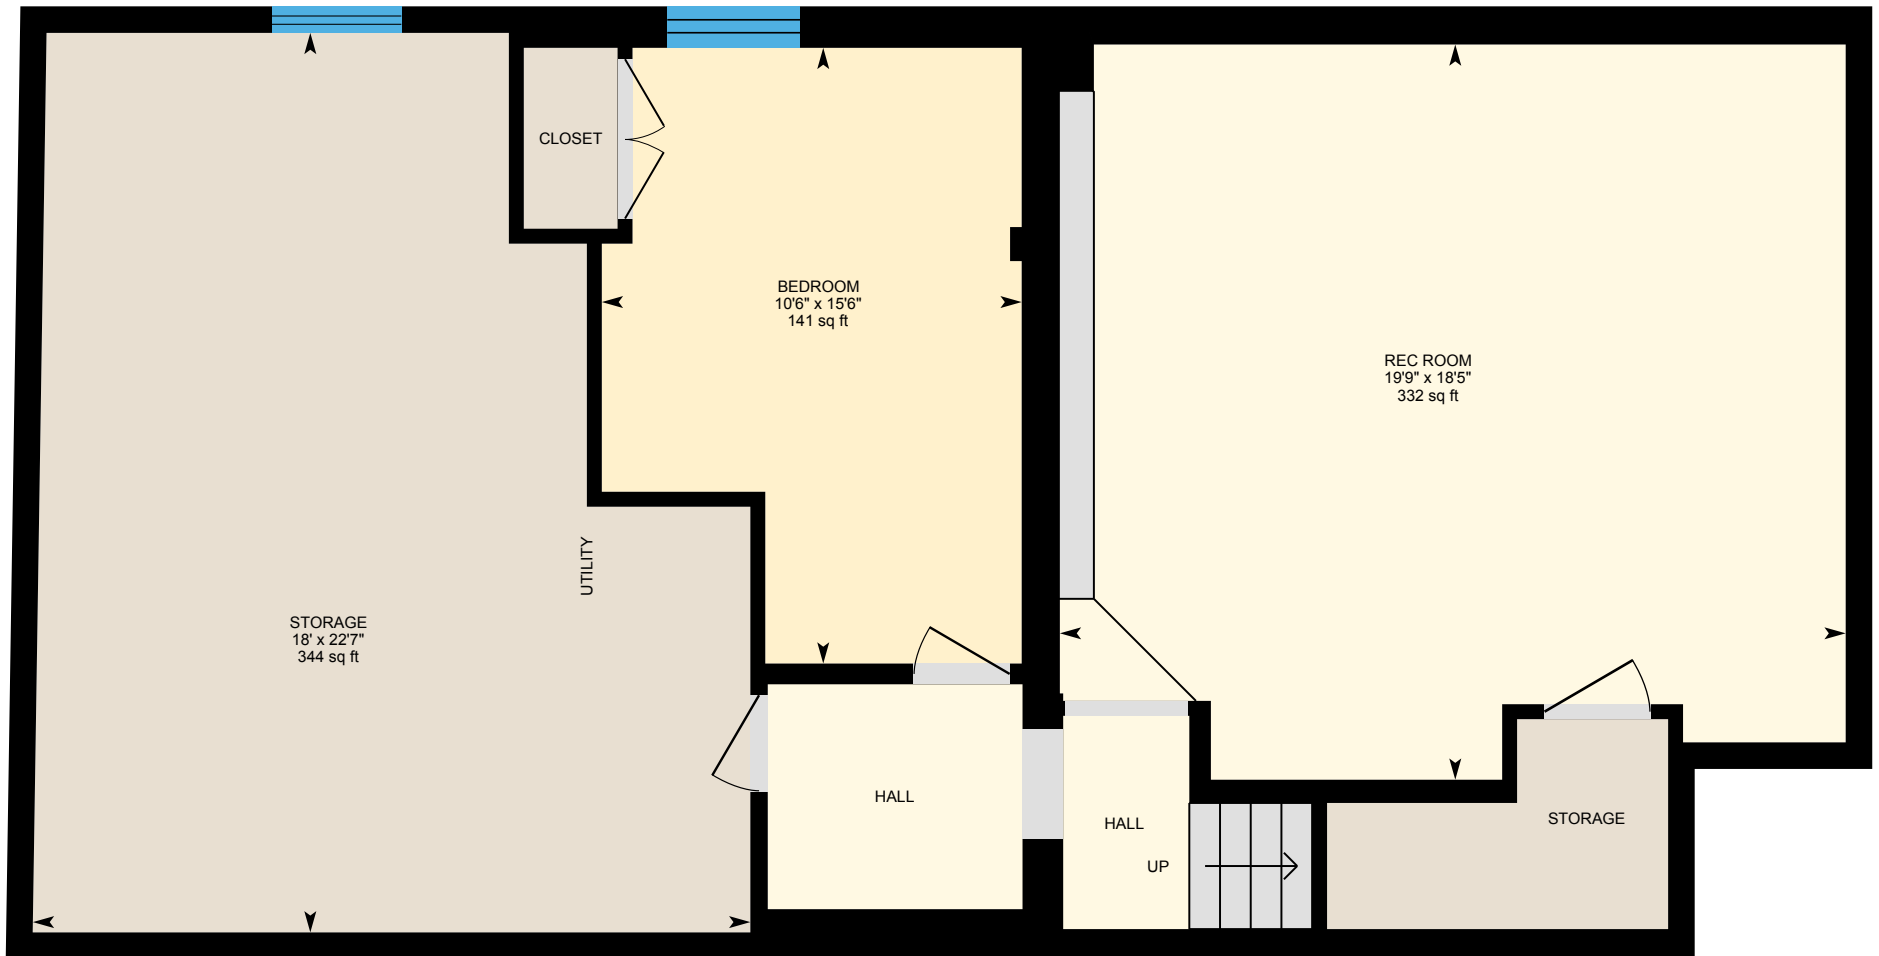 CLOSET
BEDROOM
10'6" x 15'6"
141 sq ft
REC ROOM
19'9" x 18'5"
332 sq ft
UTILITY
STORAGE
18' x 22'7"
344 sq ft
HALL
HALL
UP
STORAGE